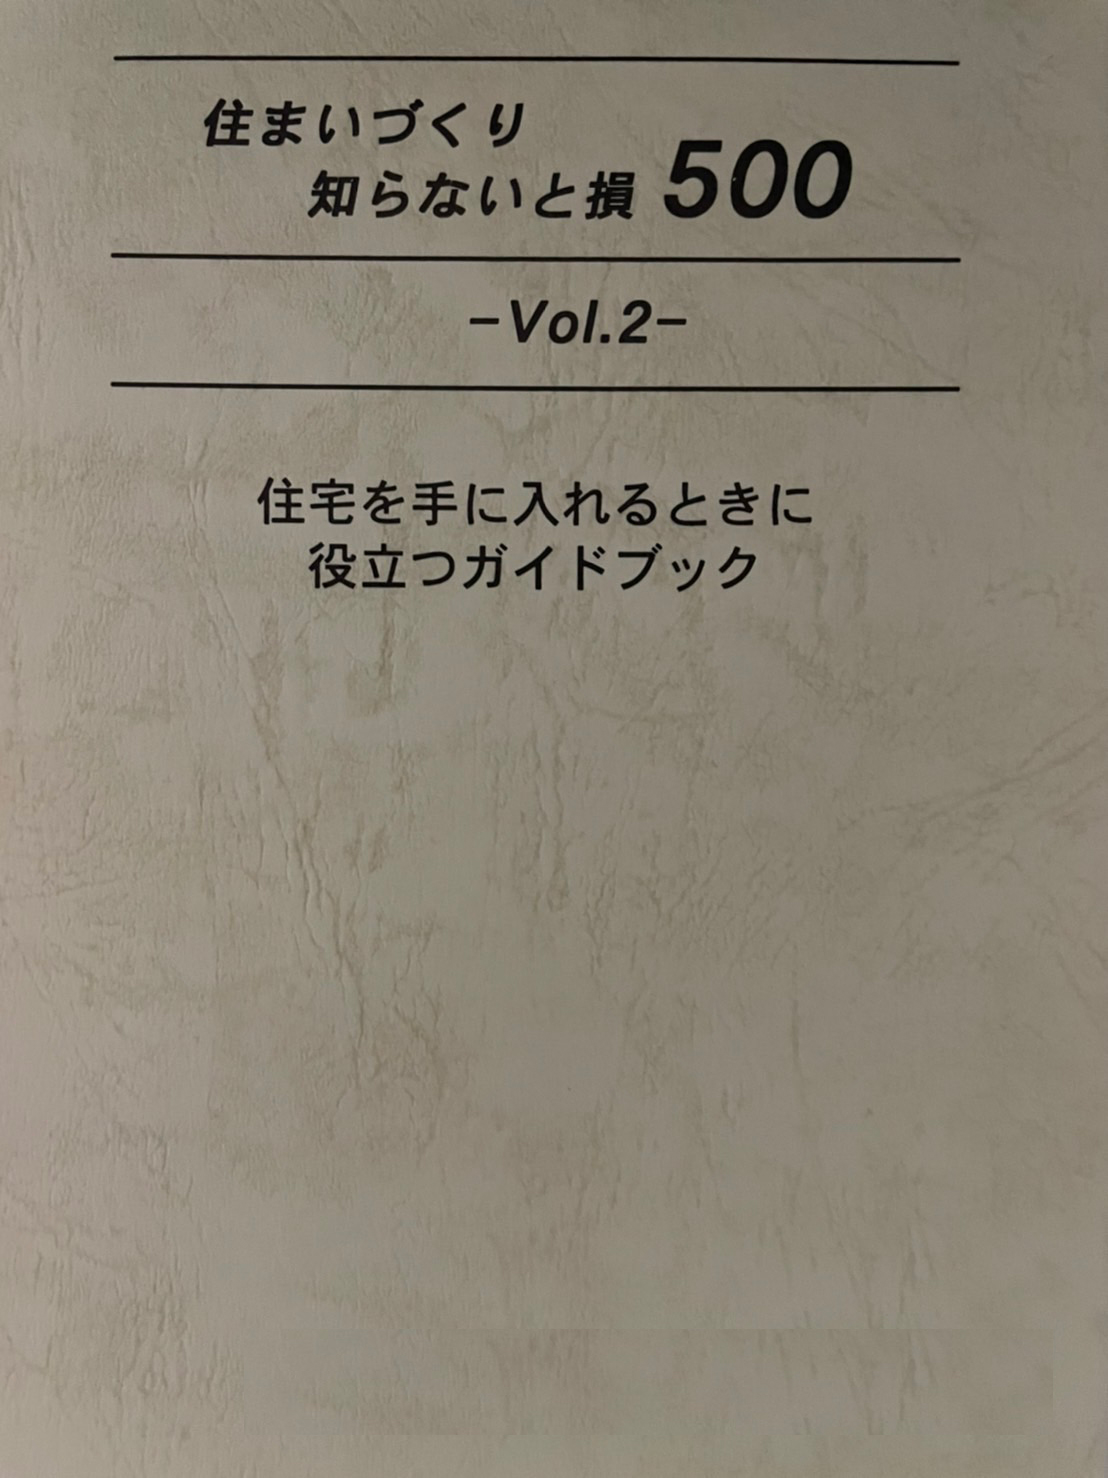 住まいづくり
知らないと損 500
-Vol.2-
住宅を手に入れるときに
役立つガイドブック